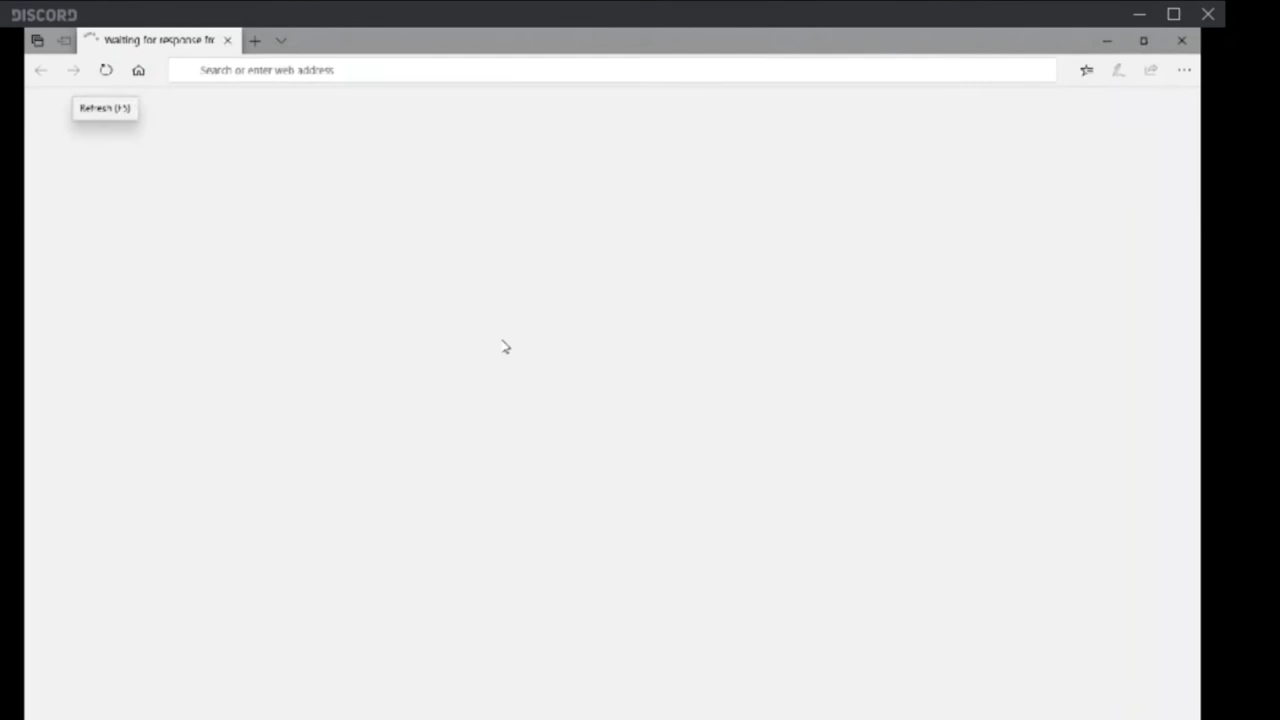 DISCORD
Waiting for response fr
Search or enter web address
Refresh (F5)